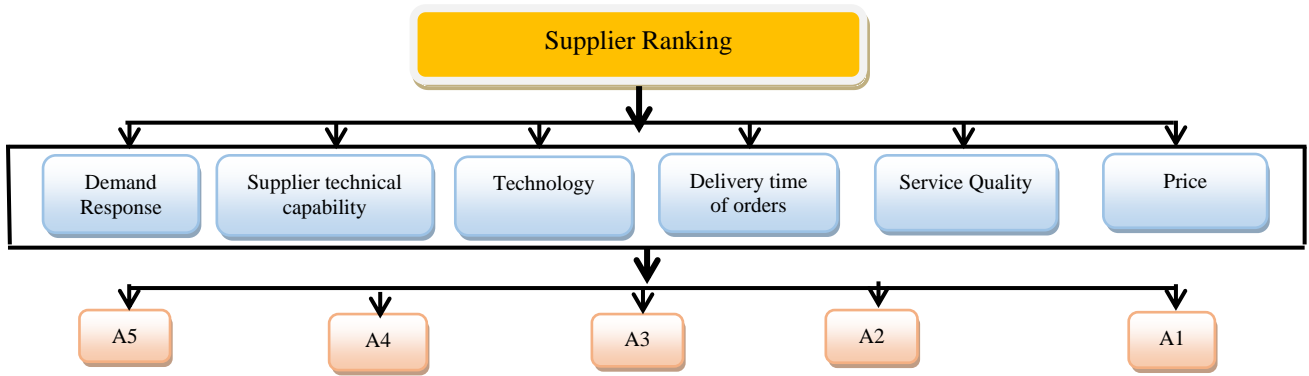 Supplier Ranking
Demand
Response
Supplier technical
capability
Technology
Delivery time
of orders
Service Quality
Price
A5
A4
A3
A2
A1